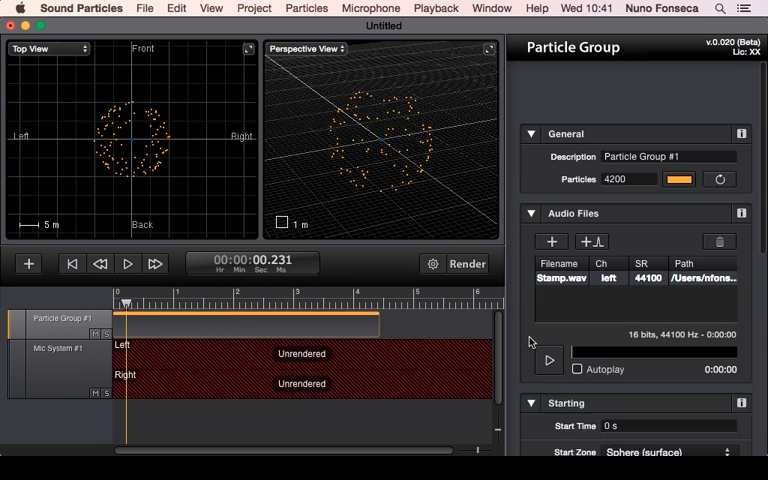 Sound Particles File Edit View Project Particles Microphone Playback Window Help Wed 10:41 Nuno Fonseca
Untitled
Top View Front
Left Right
Back
5 m
Perspective View
1 m
Particle Group
v.0.020 (Beta)
Lic: XX
General
Description Particle Group #1
Particles 4200
Audio Files
Filename Ch SR Path
Stamp.wav left 44100 /Users/nfons...
16 bits, 44100 Hz - 0:00:00
Autoplay 0:00:00
Starting
Start Time 0 s
Start Zone Sphere (surface)
00:00:00.231
Hr Min Sec Ms
Render
0 1 2 3 4 5 6
Particle Group #1
M S
Mic System #1
M S
Left Unrendered
Right Unrendered